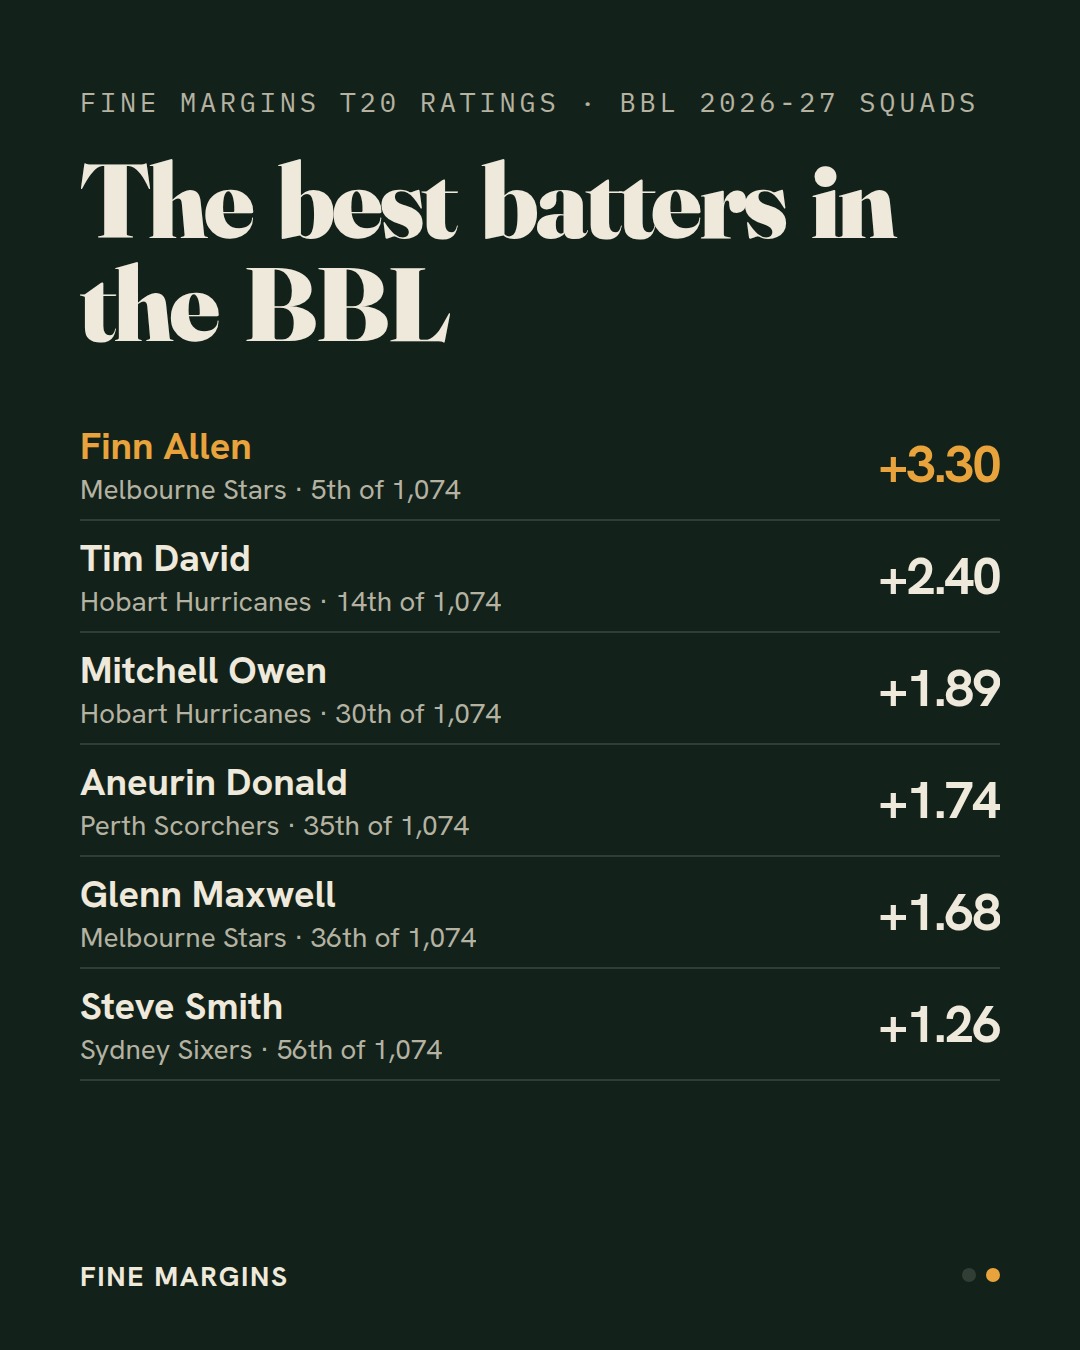 FINE MARGINS T20 RATINGS · BBL 2026-27 SQUADS
The best batters in
the BBL
Finn Allen
+3.30
Melbourne Stars · 5th of 1,074
Tim David
+2.40
Hobart Hurricanes · 14th of 1,074
Mitchell Owen
+1.89
Hobart Hurricanes · 30th of 1,074
Aneurin Donald
+1.74
Perth Scorchers · 35th of 1,074
Glenn Maxwell
+1.68
Melbourne Stars · 36th of 1,074
Steve Smith
+1.26
Sydney Sixers · 56th of 1,074
FINE MARGINS